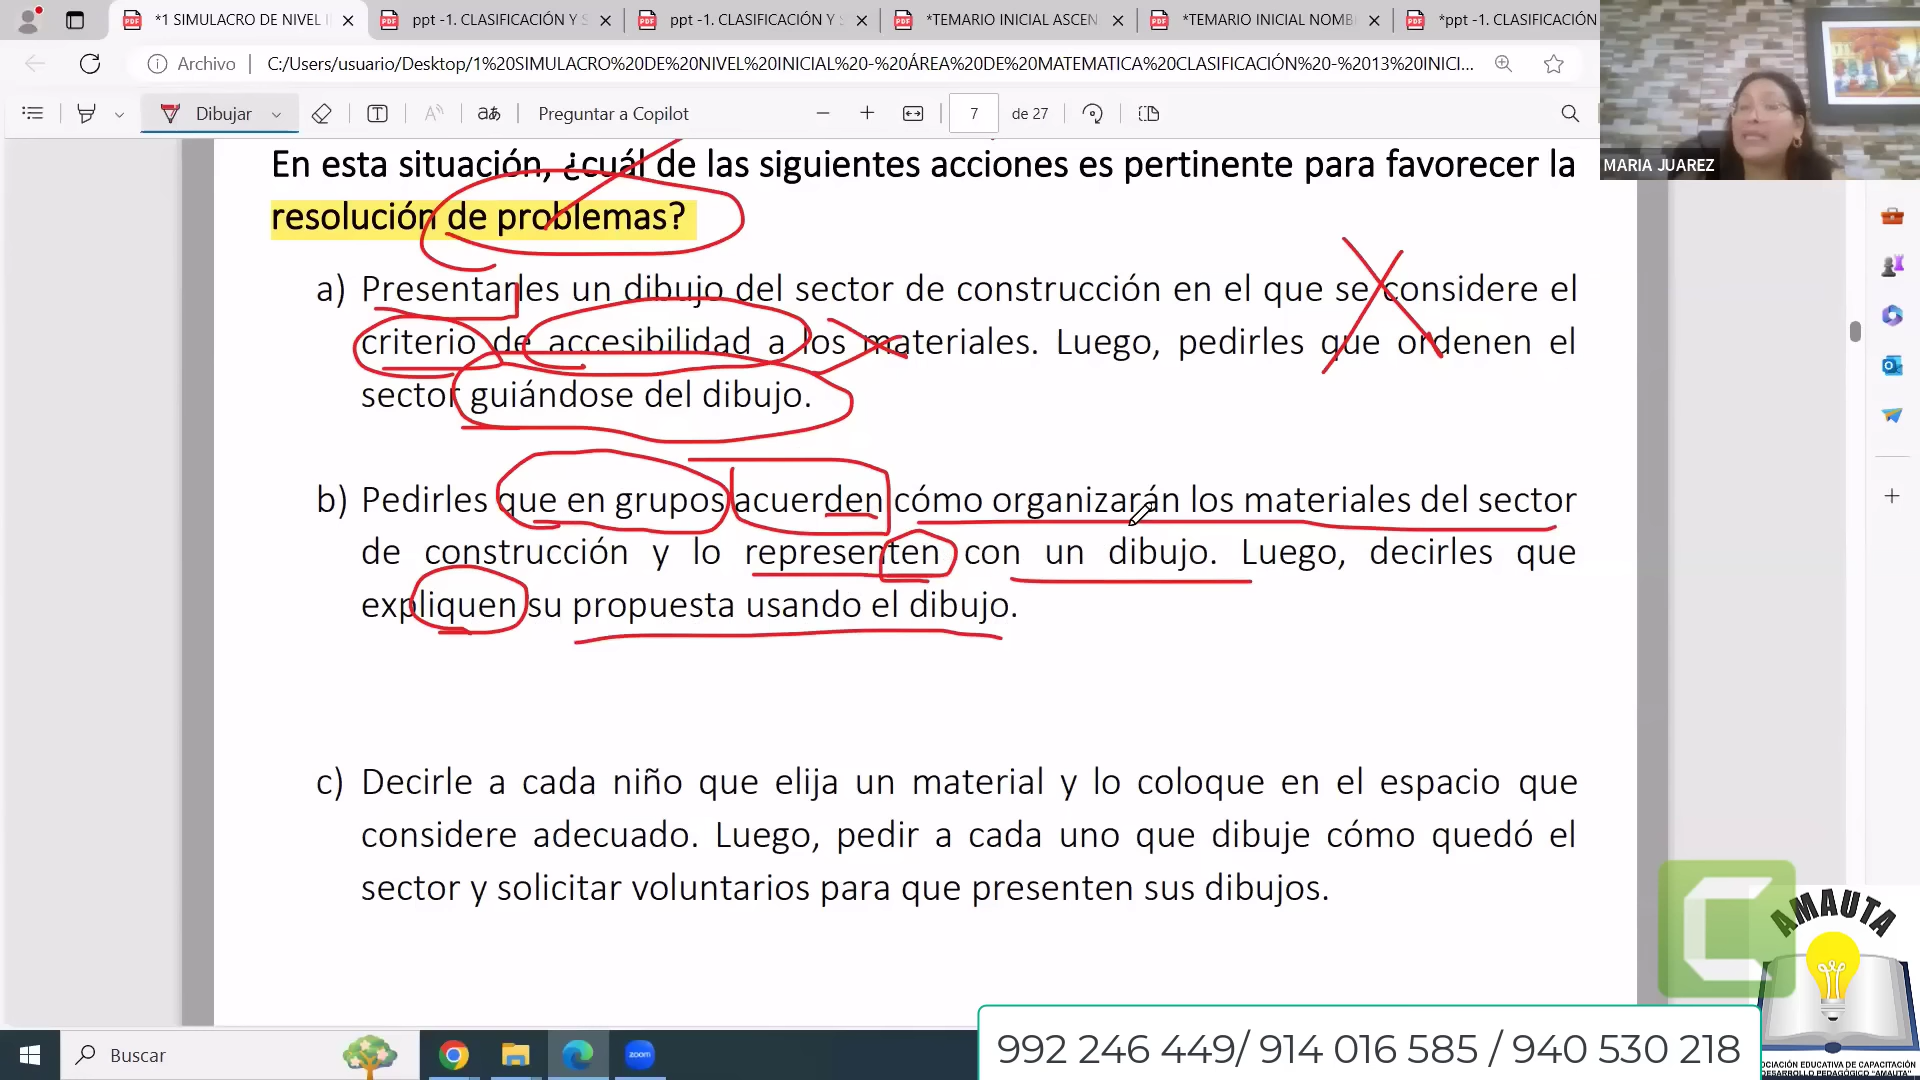 *1 SIMULACRO DE NIVEL I
ppt -1. CLASIFICACIÓN Y S
ppt -1. CLASIFICACIÓN Y
*TEMARIO INICIAL ASCEN
*TEMARIO INICIAL NOMB
*ppt -1. CLASIFICACIÓN
Archivo
C:/Users/usuario/Desktop/1%20SIMULACRO%20DE%20NIVEL%20INICIAL%20-%20ÁREA%20DE%20MATEMATICA%20CLASIFICACIÓN%20-%2013%20INICI...
Dibujar
Preguntar a Copilot
7
de 27
MARIA JUAREZ
En esta situación, ¿cuál de las siguientes acciones es pertinente para favorecer la
resolución de problemas?
a) Presentarles un dibujo del sector de construcción en el que se considere el
criterio de accesibilidad a los materiales. Luego, pedirles que ordenen el
sector guiándose del dibujo.
b) Pedirles que en grupos acuerden cómo organizarán los materiales del sector
de construcción y lo representen con un dibujo. Luego, decirles que
expliquen su propuesta usando el dibujo.
c) Decirle a cada niño que elija un material y lo coloque en el espacio que
considere adecuado. Luego, pedir a cada uno que dibuje cómo quedó el
sector y solicitar voluntarios para que presenten sus dibujos.
AMAUTA
OCIACIÓN EDUCATIVA DE CAPACITACIÓN
DESARROLLO PEDAGÓGICO "AMAUTA"
992 246 449/ 914 016 585 / 940 530 218
Buscar
zoom